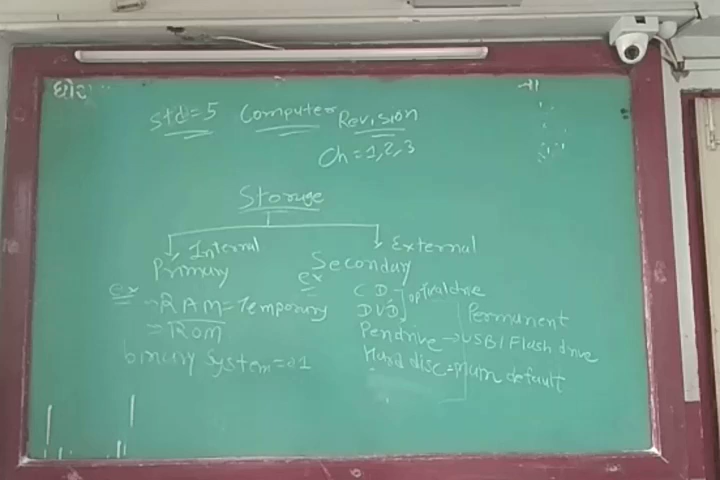 ધોર
તા
Std=5 Computer Revision
Ch=1,2,3
Storage
Internal External
Primary Secondary
ex ex
RAM=Temporary CD optical drive
=ROM DVD Permanent
Pendrive → USB/Flash drive
binary System=01 Hard disc= default